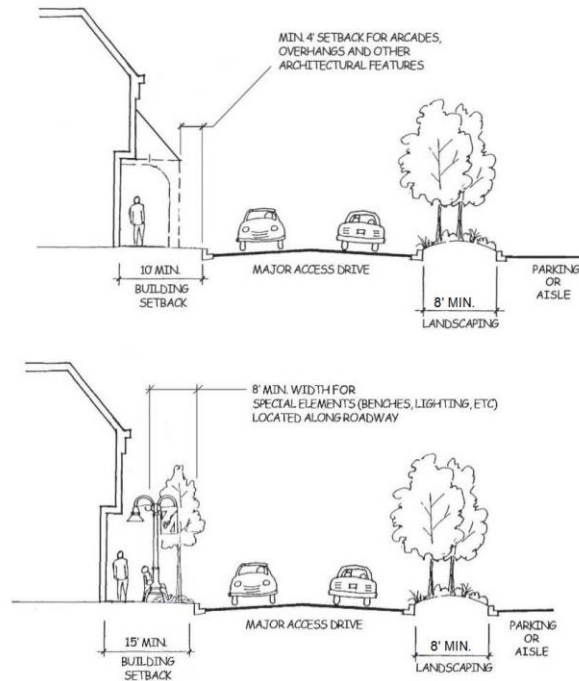 MIN. 4' SETBACK FOR ARCADES,
OVERHANGS AND OTHER
ARCHITECTURAL FEATURES
10' MIN.
BUILDING
SETBACK
MAJOR ACCESS DRIVE
8' MIN.
LANDSCAPING
PARKING
OR
AISLE
8' MIN. WIDTH FOR
SPECIAL ELEMENTS (BENCHES, LIGHTING, ETC)
LOCATED ALONG ROADWAY
15' MIN.
BUILDING
SETBACK
MAJOR ACCESS DRIVE
8' MIN.
LANDSCAPING
PARKING
OR
AISLE